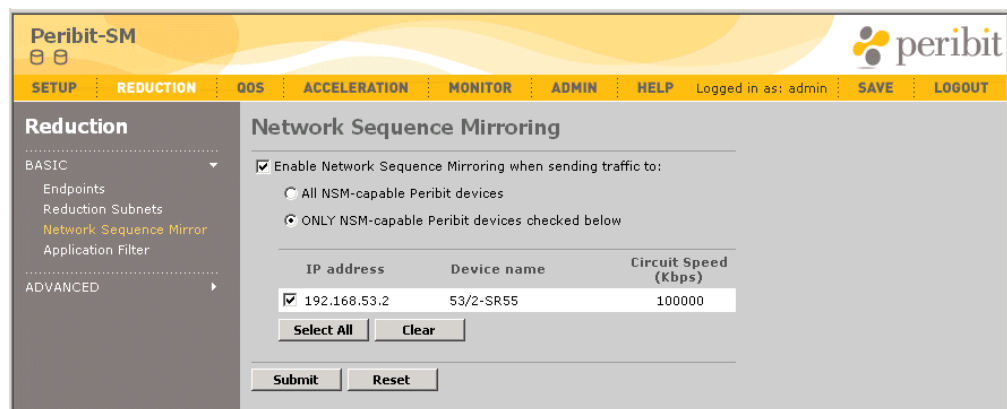 Peribit-SM
peribit
SETUP REDUCTION QOS ACCELERATION MONITOR ADMIN HELP Logged in as: admin SAVE LOGOUT
Reduction
BASIC
Endpoints
Reduction Subnets
Network Sequence Mirror
Application Filter
ADVANCED
Network Sequence Mirroring
Enable Network Sequence Mirroring when sending traffic to:
All NSM-capable Peribit devices
ONLY NSM-capable Peribit devices checked below
IP address Device name Circuit Speed (Kbps)
192.168.53.2 53/2-SR55 100000
Select All Clear
Submit Reset